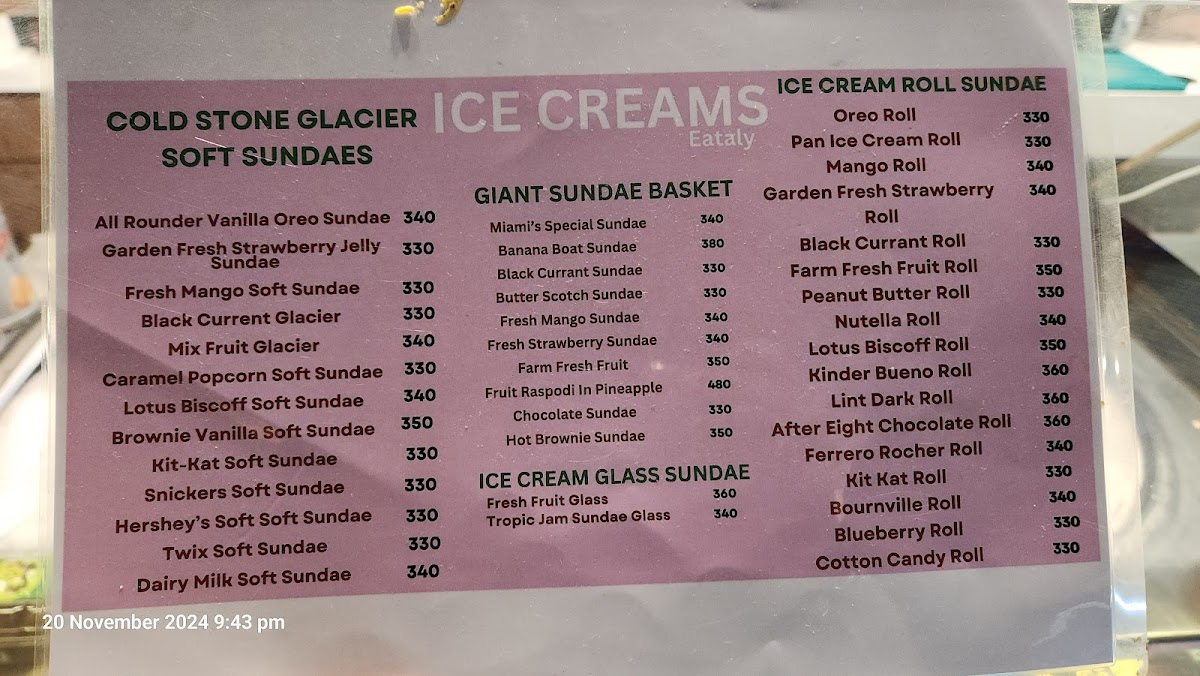 ICE CREAMS
Eataly
COLD STONE GLACIER
SOFT SUNDAES
All Rounder Vanilla Oreo Sundae 340
Garden Fresh Strawberry Jelly 330
Sundae
Fresh Mango Soft Sundae 330
Black Current Glacier 330
Mix Fruit Glacier 340
Caramel Popcorn Soft Sundae 330
Lotus Biscoff Soft Sundae 340
Brownie Vanilla Soft Sundae 350
Kit-Kat Soft Sundae 330
Snickers Soft Sundae 330
Hershey's Soft Soft Sundae 330
Twix Soft Sundae 330
Dairy Milk Soft Sundae 340
GIANT SUNDAE BASKET
Miami's Special Sundae 340
Banana Boat Sundae 380
Black Currant Sundae 330
Butter Scotch Sundae 330
Fresh Mango Sundae 340
Fresh Strawberry Sundae 340
Farm Fresh Fruit 350
Fruit Raspodi In Pineapple 480
Chocolate Sundae 330
Hot Brownie Sundae 350
ICE CREAM GLASS SUNDAE
Fresh Fruit Glass 360
Tropic Jam Sundae Glass 340
ICE CREAM ROLL SUNDAE
Oreo Roll 330
Pan Ice Cream Roll 330
Mango Roll 340
Garden Fresh Strawberry 340
Roll
Black Currant Roll 330
Farm Fresh Fruit Roll 350
Peanut Butter Roll 330
Nutella Roll 340
Lotus Biscoff Roll 350
Kinder Bueno Roll 360
Lint Dark Roll 360
After Eight Chocolate Roll 360
Ferrero Rocher Roll 340
Kit Kat Roll 330
Bournville Roll 340
Blueberry Roll 330
Cotton Candy Roll 330
20 November 2024 9:43 pm